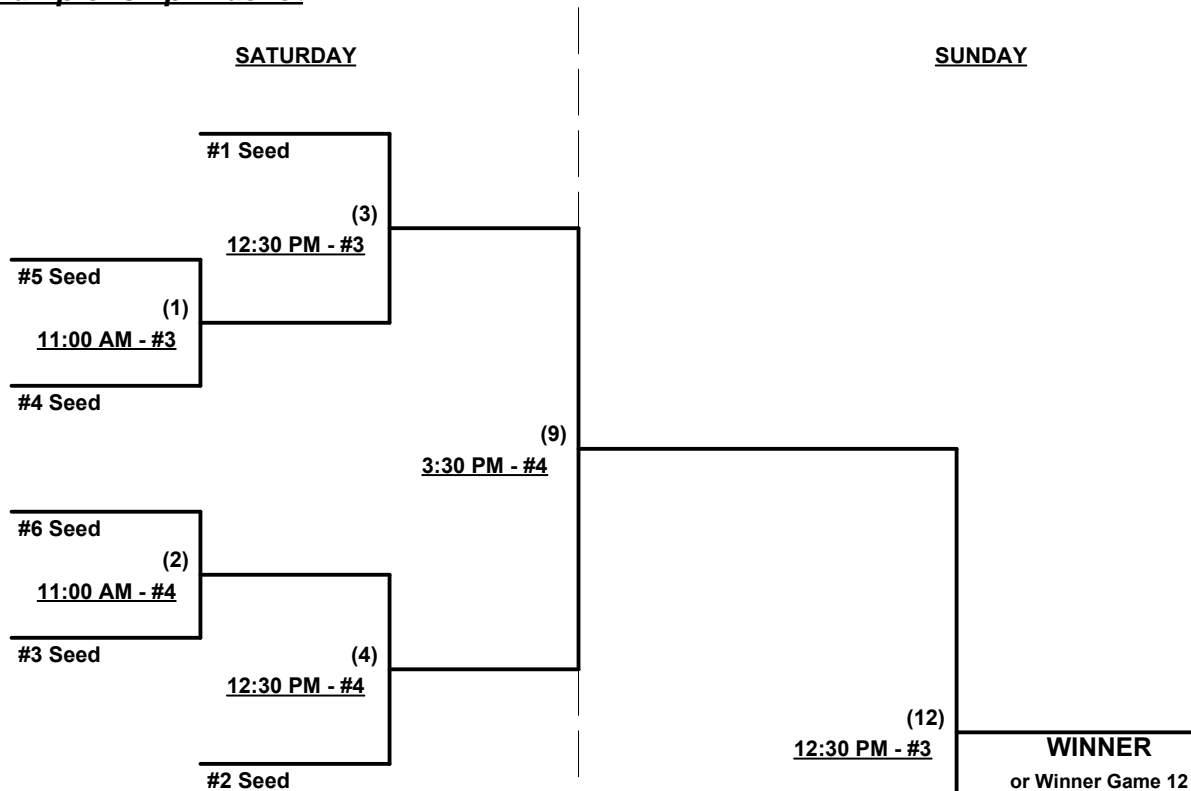 SATURDAY
SUNDAY
#1 Seed
(3)
12:30 PM - #3
#5 Seed
(1)
11:00 AM - #3
#4 Seed
(9)
3:30 PM - #4
#6 Seed
(2)
11:00 AM - #4
#3 Seed
(4)
12:30 PM - #4
#2 Seed
(12)
12:30 PM - #3
WINNER
or Winner Game 12